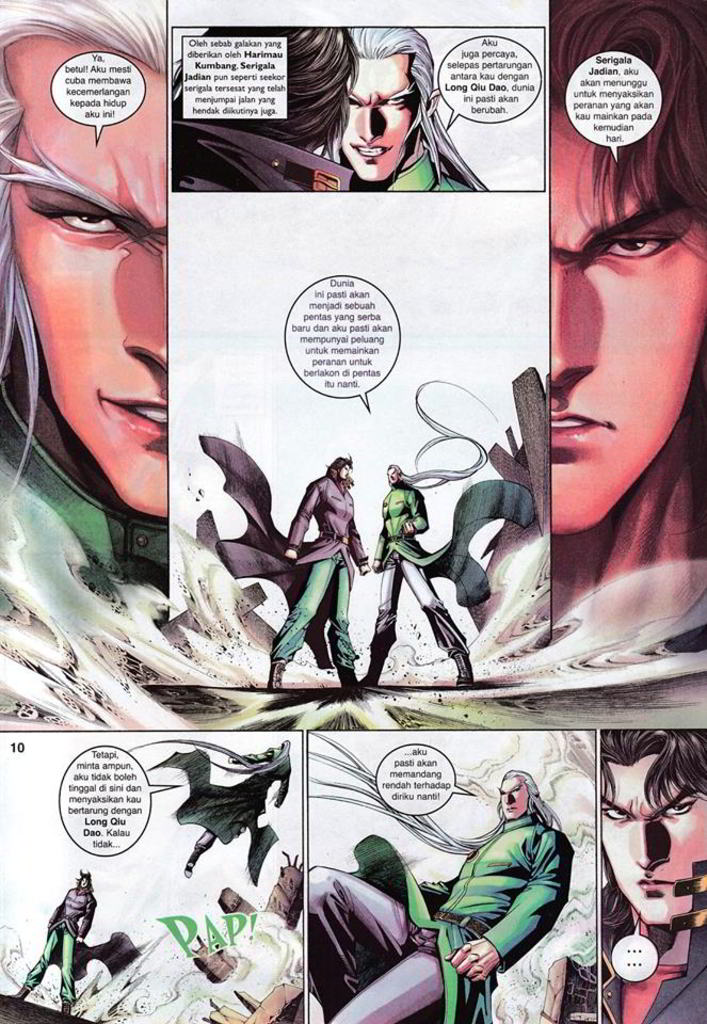 Ya,
betul! Aku mesti
cuba membawa
kecemerlangan
kepada hidup
aku!
Oleh sebab galakan yang
diberikan oleh Harimau
Kumbang, Serigala
Jadian pun seperti seekor
serigala tersesat yang telah
menjumpai jalan yang
hendak diikutinya juga.
Aku
juga percaya,
selepas pertarungan
antara kau dengan
Long Qiu Dao, dunia
ini pasti akan
berubah.
Serigala
Jadian, aku
akan menunggu
untuk menyaksikan
peranan yang akan
kau mainkan pada
kemudian
hari.
Dunia
ini pasti akan
menjadi sebuah
pentas yang serba
baru dan aku pasti akan
mempunyai peluang
untuk memainkan
peranan untuk
berlakon di pentas
itu nanti.
10
Tetapi,
minta ampun,
aku tidak boleh
tinggal di sini dan
menyaksikan kau
bertarung dengan
Long Qiu
Dao. Kalau
tidak...
PAP!
...aku
pasti akan
memandang
rendah terhadap
diriku nanti!
...
...